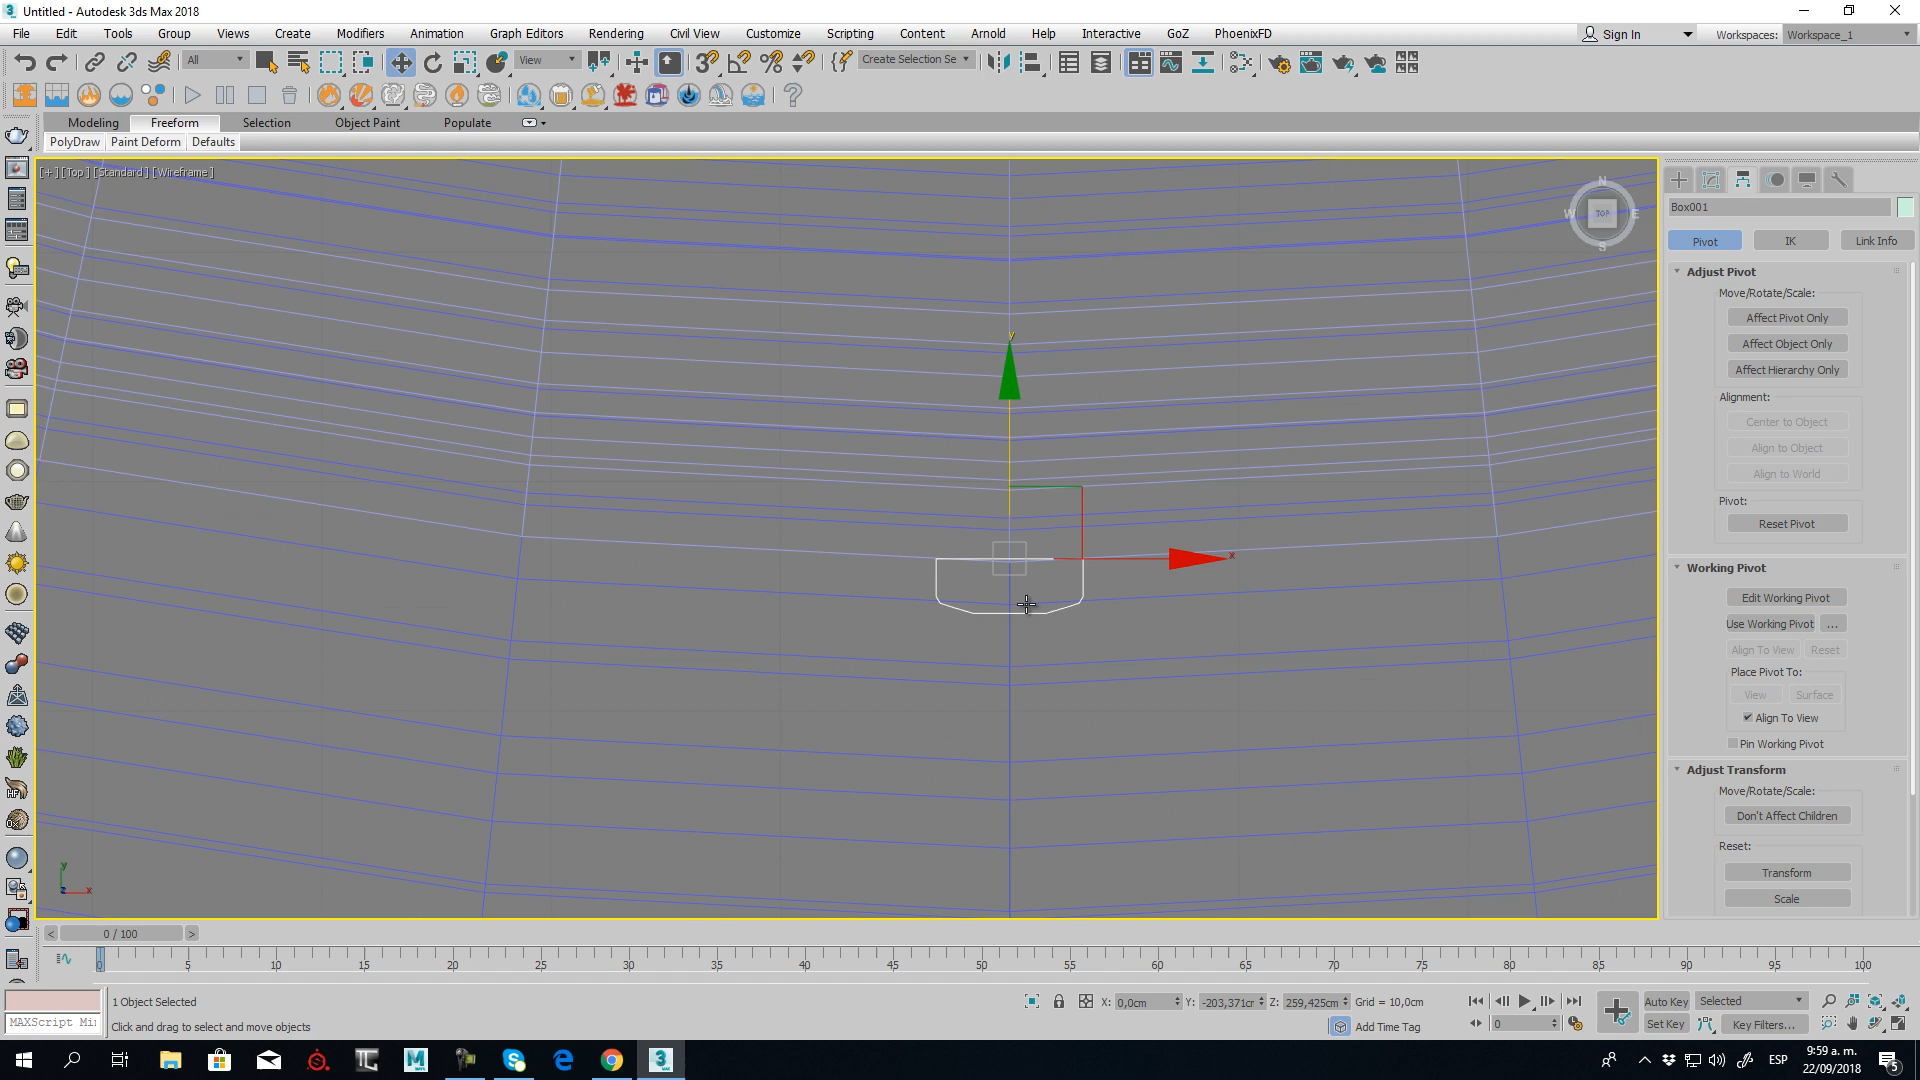 Untitled - Autodesk 3ds Max 2018
File Edit Tools Group Views Create Modifiers Animation Graph Editors Rendering Civil View Customize Scripting Content Arnold Help Interactive GoZ PhoenixFD
Sign In Workspaces: Workspace_1
All View Create Selection Se
Modeling Freeform Selection Object Paint Populate
PolyDraw Paint Deform Defaults
[+] [Top] [Standard] [Wireframe]
N
W TOP E
S
y
x
y
z x
Box001
Pivot IK Link Info
Adjust Pivot
Move/Rotate/Scale:
Affect Pivot Only
Affect Object Only
Affect Hierarchy Only
Alignment:
Center to Object
Align to Object
Align to World
Pivot:
Reset Pivot
Working Pivot
Edit Working Pivot
Use Working Pivot ...
Align To View Reset
Place Pivot To:
View Surface
Align To View
Pin Working Pivot
Adjust Transform
Move/Rotate/Scale:
Don't Affect Children
Reset:
Transform
Scale
< 0 / 100 >
0 5 10 15 20 25 30 35 40 45 50 55 60 65 70 75 80 85 90 95 100
1 Object Selected X: 0,0cm Y: -203,371cm Z: 259,425cm Grid = 10,0cm Auto Key Selected
MAXScript Mi Click and drag to select and move objects Add Time Tag 0 Set Key Key Filters...
ESP 9:59 a. m.
22/09/2018 5